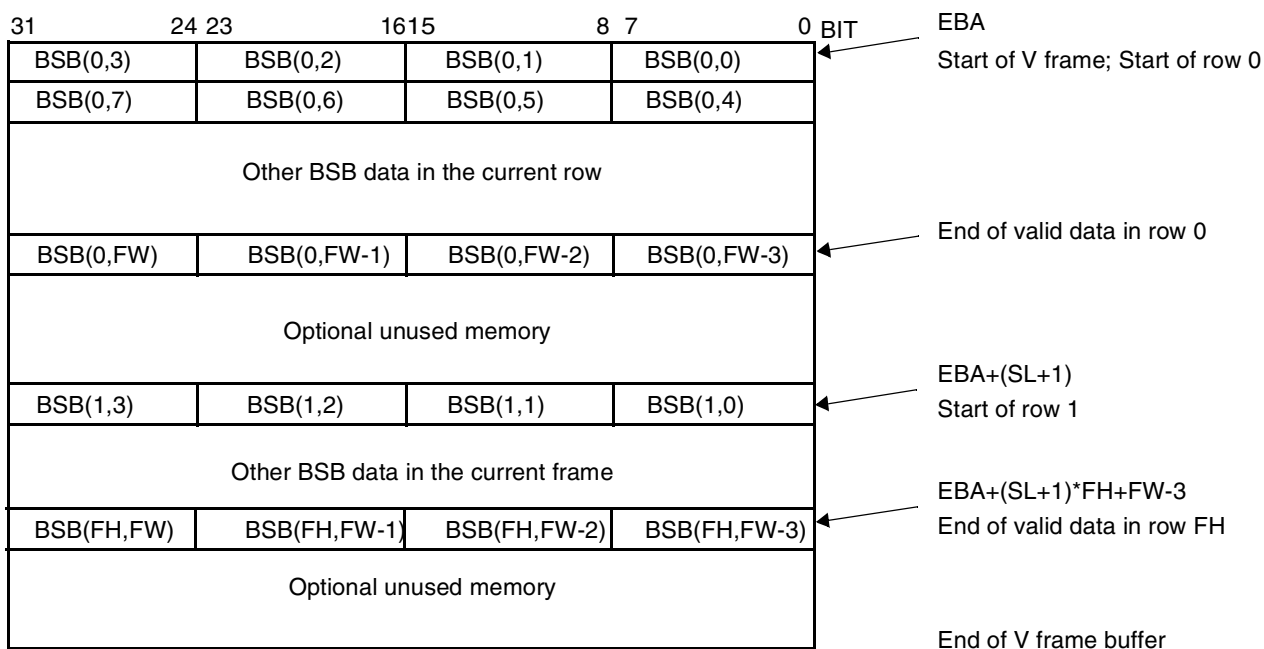 31 24 23 1615 8 7 0 BIT
EBA
BSB(0,3) BSB(0,2) BSB(0,1) BSB(0,0)
Start of V frame; Start of row 0
BSB(0,7) BSB(0,6) BSB(0,5) BSB(0,4)
Other BSB data in the current row
End of valid data in row 0
BSB(0,FW) BSB(0,FW-1) BSB(0,FW-2) BSB(0,FW-3)
Optional unused memory
EBA+(SL+1)
BSB(1,3) BSB(1,2) BSB(1,1) BSB(1,0)
Start of row 1
Other BSB data in the current frame
EBA+(SL+1)*FH+FW-3
BSB(FH,FW) BSB(FH,FW-1) BSB(FH,FW-2) BSB(FH,FW-3)
End of valid data in row FH
Optional unused memory
End of V frame buffer